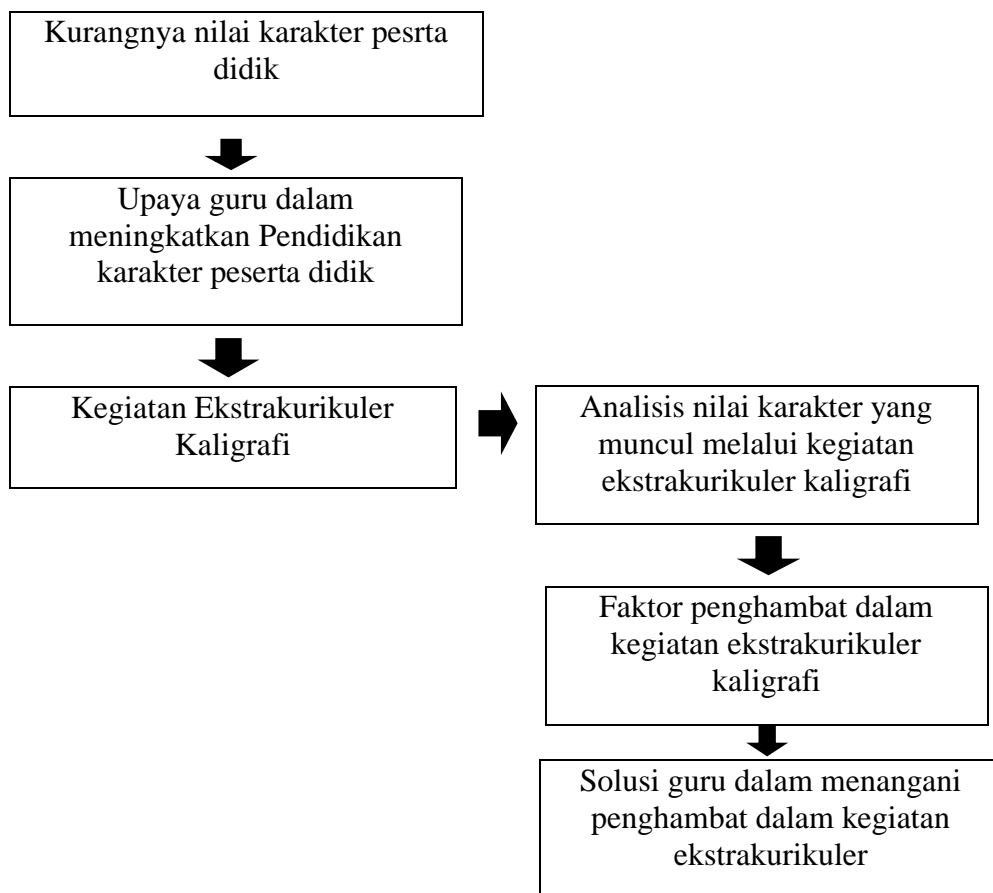 Kurangnya nilai karakter pesrta
didik
Upaya guru dalam
meningkatkan Pendidikan
karakter peserta didik
Kegiatan Ekstrakurikuler
Kaligrafi
Analisis nilai karakter yang
muncul melalui kegiatan
ekstrakurikuler kaligrafi
Faktor penghambat dalam
kegiatan ekstrakurikuler
kaligrafi
Solusi guru dalam menangani
penghambat dalam kegiatan
ekstrakurikuler